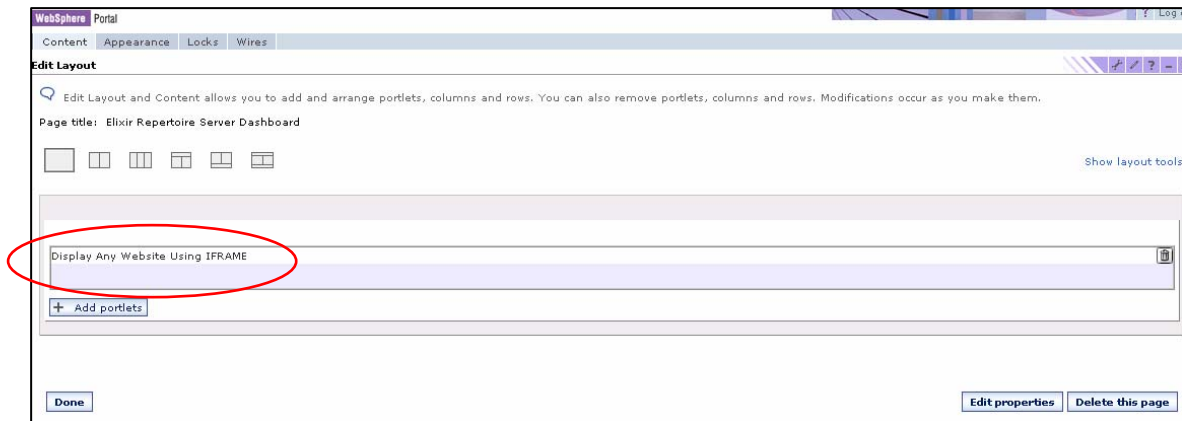 WebSphere Portal
? Log
Content Appearance Locks Wires
Edit Layout
?
Edit Layout and Content allows you to add and arrange portlets, columns and rows. You can also remove portlets, columns and rows. Modifications occur as you make them.
Page title: Elixir Repertoire Server Dashboard
Show layout tools
Display Any Website Using IFRAME
+ Add portlets
Done Edit properties Delete this page